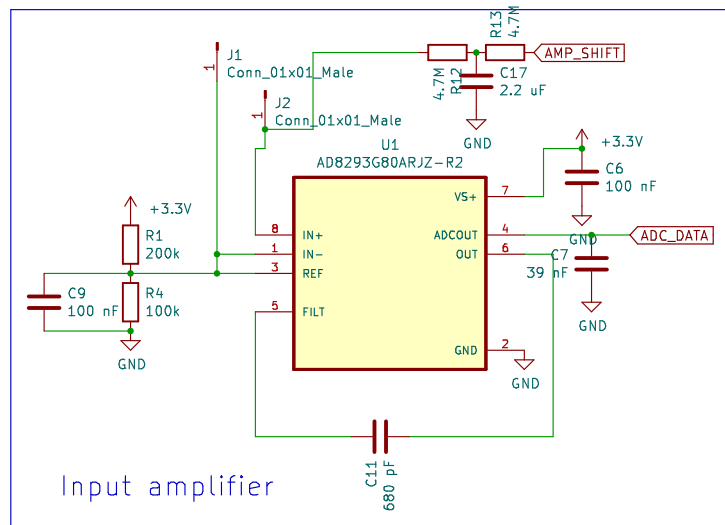 J1
1
Conn_01x01_Male
J2
1
Conn_01x01_Male
R13
4.7M
4.7M
R12
AMP_SHIFT
C17
2.2 uF
GND
U1
AD8293G80ARJZ-R2
+3.3V
C6
100 nF
GND
VS+
7
8
IN+
1
IN-
3
REF
5
FILT
ADCOUT
4
OUT
6
GND
2
ADC_DATA
C7
39 nF
GND
GND
+3.3V
R1
200k
R4
100k
C9
100 nF
GND
C11
680 pF
Input amplifier